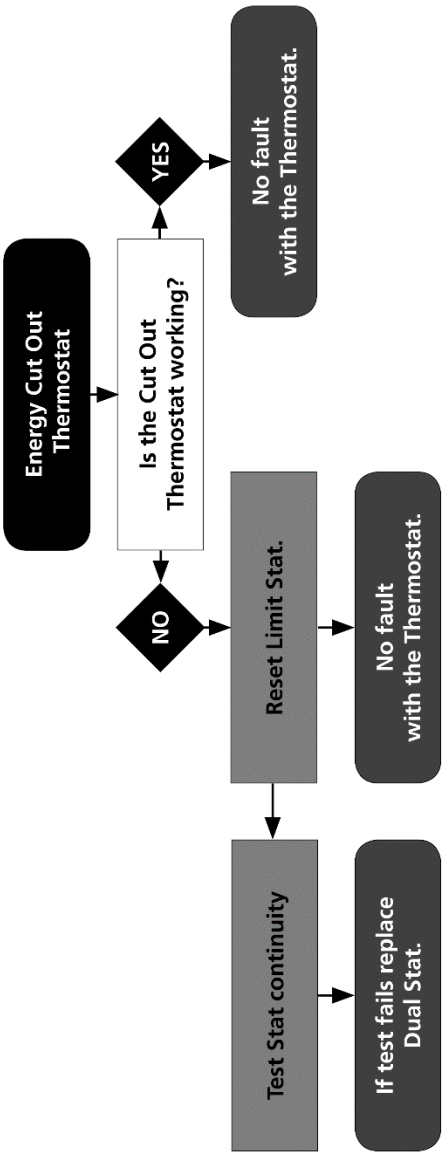 Energy Cut Out
Thermostat
Is the Cut Out
Thermostat working?
NO
YES
Reset Limit Stat.
No fault
with the Thermostat.
Test Stat continuity
No fault
with the Thermostat.
If test fails replace
Dual Stat.